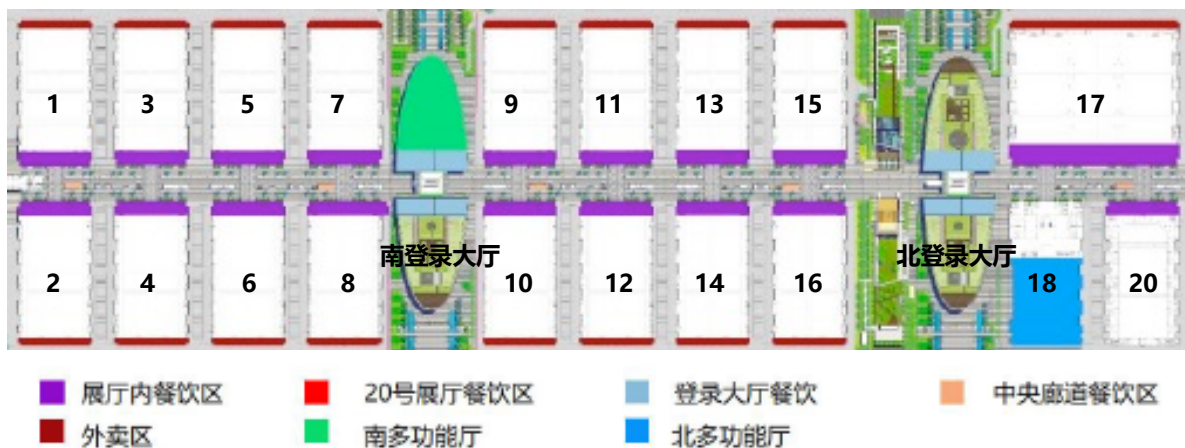 1 3 5 7 9 11 13 15 17
南登录大厅 北登录大厅
2 4 6 8 10 12 14 16 18 20
展厅内餐饮区 20号展厅餐饮区 登录大厅餐饮 中央廊道餐饮区
外卖区 南多功能厅 北多功能厅